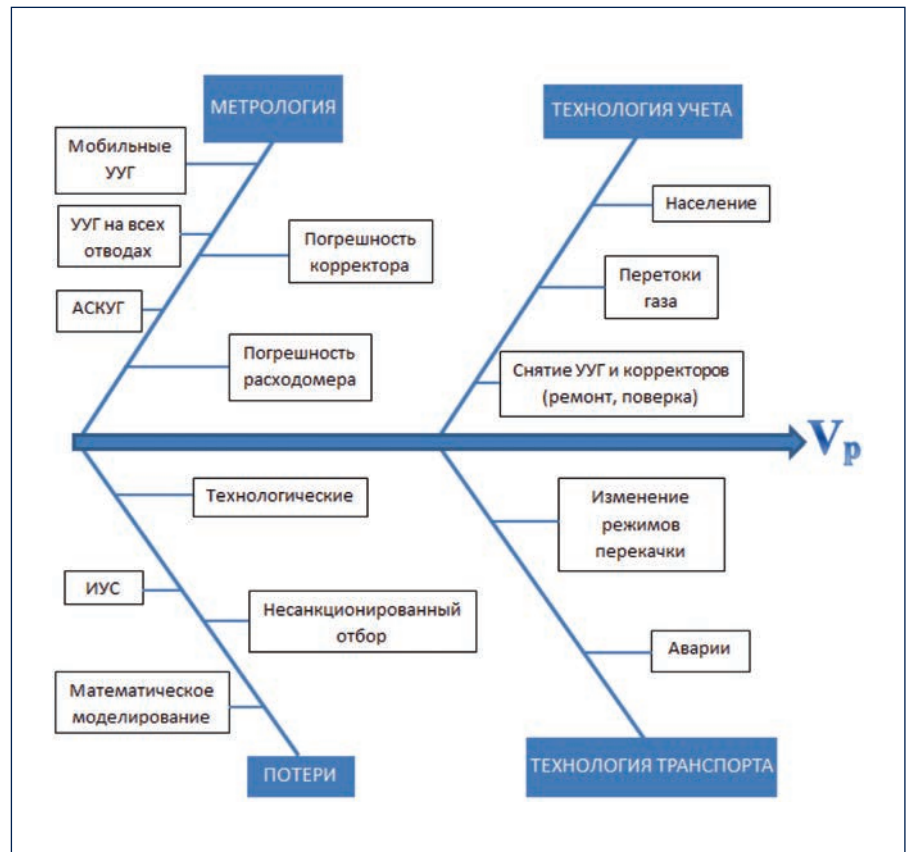 МЕТРОЛОГИЯ
ТЕХНОЛОГИЯ УЧЕТА
Мобильные
УУГ
УУГ на всех
отводах
АСКУГ
Погрешность
корректора
Погрешность
расходомера
Население
Перетоки
газа
Снятие УУГ и корректоров
(ремонт, поверка)
Vp
Технологические
ИУС
Несанкционированный
отбор
Математическое
моделирование
Изменение
режимов
перекачки
Аварии
ПОТЕРИ
ТЕХНОЛОГИЯ ТРАНСПОРТА